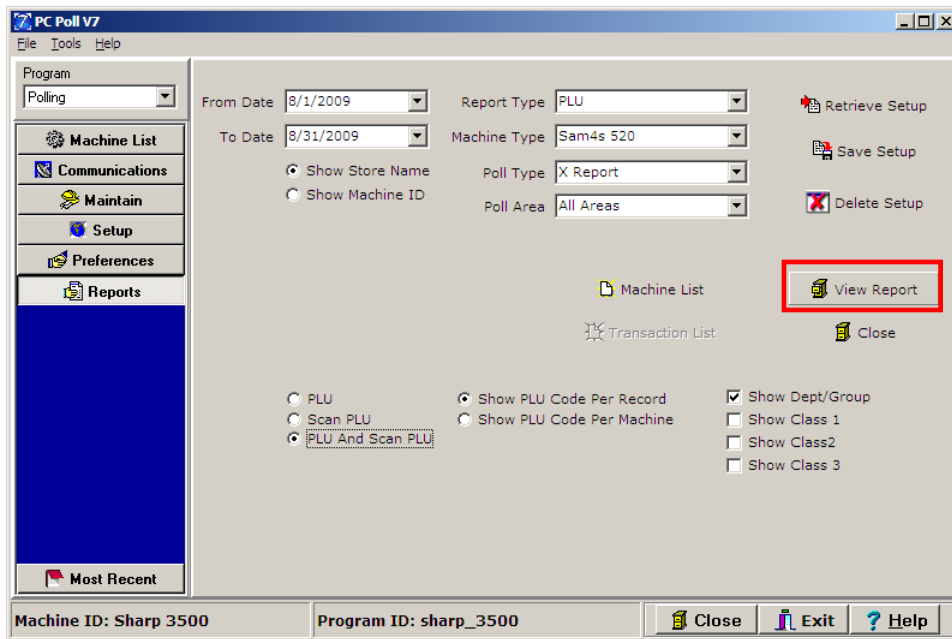 PC Poll V7
File Tools Help
Program
Polling
Machine List
Communications
Maintain
Setup
Preferences
Reports
Most Recent
From Date 8/1/2009
To Date 8/31/2009
Show Store Name
Show Machine ID
Report Type PLU
Machine Type Sam4s 520
Poll Type X Report
Poll Area All Areas
Retrieve Setup
Save Setup
Delete Setup
Machine List
View Report
Transaction List
Close
PLU
Scan PLU
PLU And Scan PLU
Show PLU Code Per Record
Show PLU Code Per Machine
Show Dept/Group
Show Class 1
Show Class2
Show Class 3
Machine ID: Sharp 3500
Program ID: sharp_3500
Close
Exit
Help